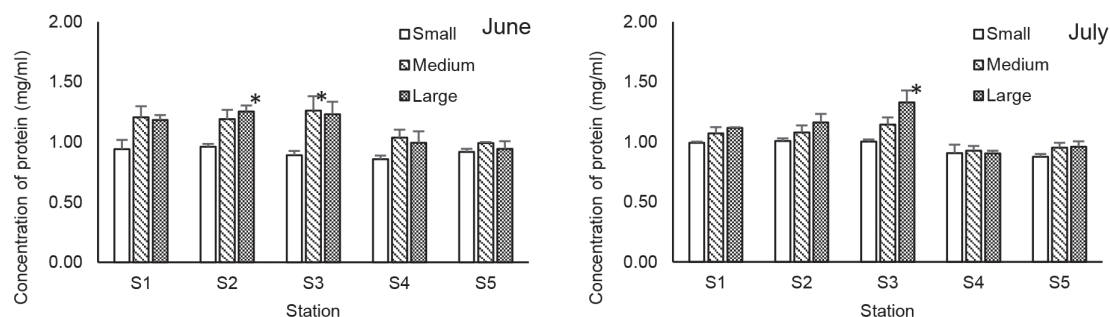 June
Small
Medium
Large
Concentration of protein (mg/ml)
2.00
1.50
1.00
0.50
0.00
*
*
S1 S2 S3 S4 S5
Station
July
Small
Medium
Large
Concentration of protein (mg/ml)
2.00
1.50
1.00
0.50
0.00
*
S1 S2 S3 S4 S5
Station